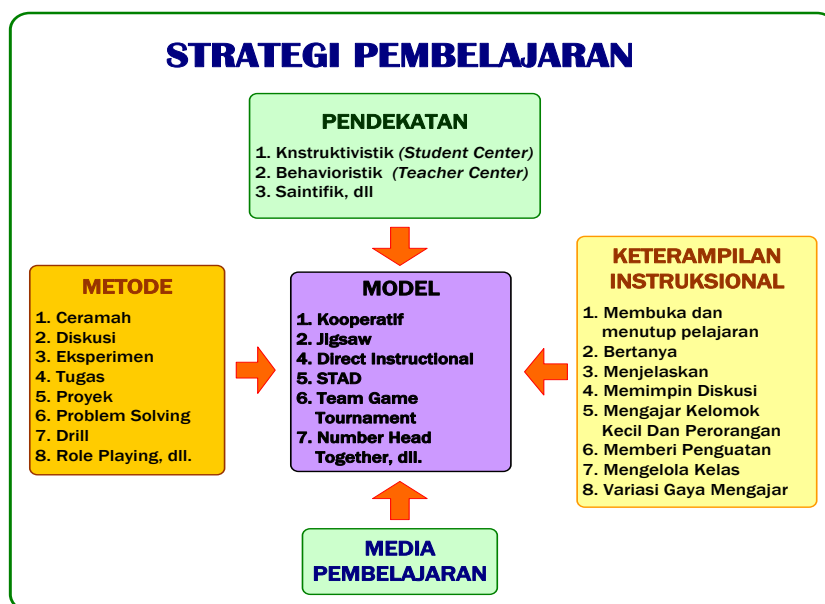 STRATEGI PEMBELAJARAN
PENDEKATAN
1. Knstruktivistik (Student Center)
2. Behavioristik (Teacher Center)
3. Saintifik, dll
METODE
1. Ceramah
2. Diskusi
3. Eksperimen
4. Tugas
5. Proyek
6. Problem Solving
7. Drill
8. Role Playing, dll.
MODEL
1. Kooperatif
2. Jigsaw
4. Direct Instructional
5. STAD
6. Team Game
Tournament
7. Number Head
Together, dll.
KETERAMPILAN
INSTRUKSIONAL
1. Membuka dan
menutup pelajaran
2. Bertanya
3. Menjelaskan
4. Memimpin Diskusi
5. Mengajar Kelomok
Kecil Dan Perorangan
6. Memberi Penguatan
7. Mengelola Kelas
8. Variasi Gaya Mengajar
MEDIA
PEMBELAJARAN